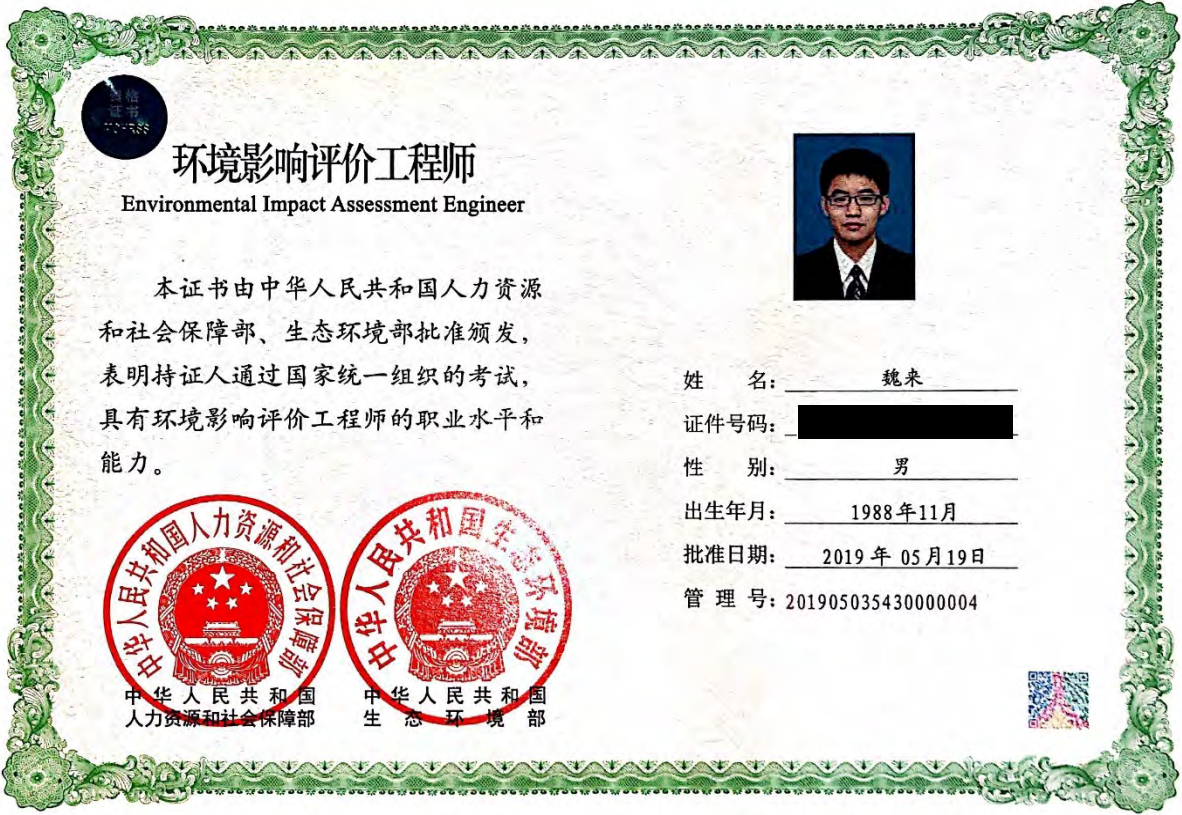 资格
证书
环境影响评价工程师
Environmental Impact Assessment Engineer
本证书由中华人民共和国人力资源
和社会保障部、生态环境部批准颁发，
表明持证人通过国家统一组织的考试，
具有环境影响评价工程师的职业水平和
能力。
中华人民共和国人力资源和社会保障部
中华人民共和国生态环境部
中华人民共和国
人力资源和社会保障部
中华人民共和国
生态环境部
姓 名：魏来
证件号码：
性 别：男
出生年月：1988年11月
批准日期：2019年05月19日
管理号：201905035430000004